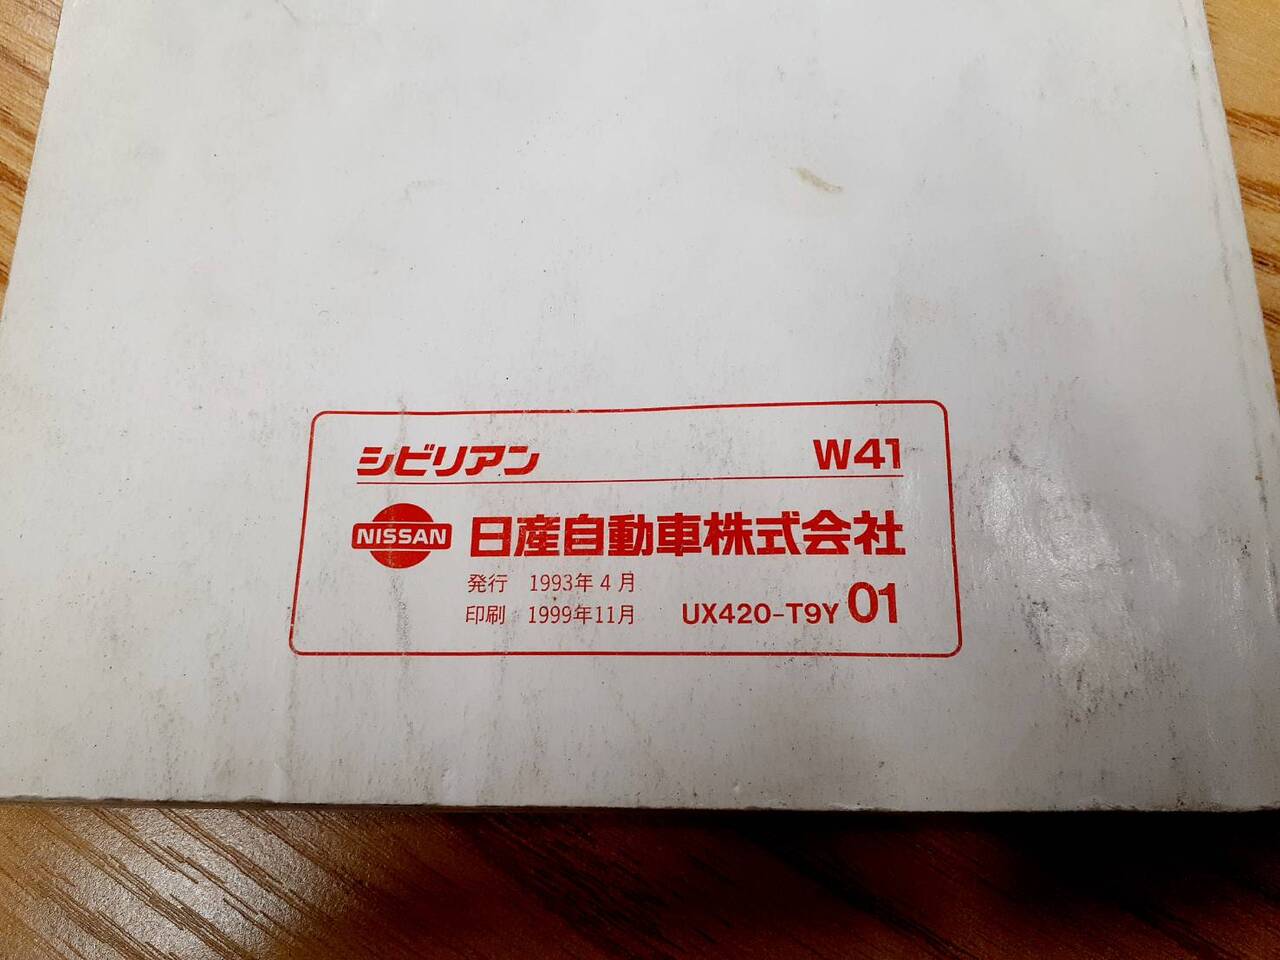 シビリアン W41
NISSAN 日産自動車株式会社
発行 1993年4月
印刷 1999年11月 UX420-T9Y 01